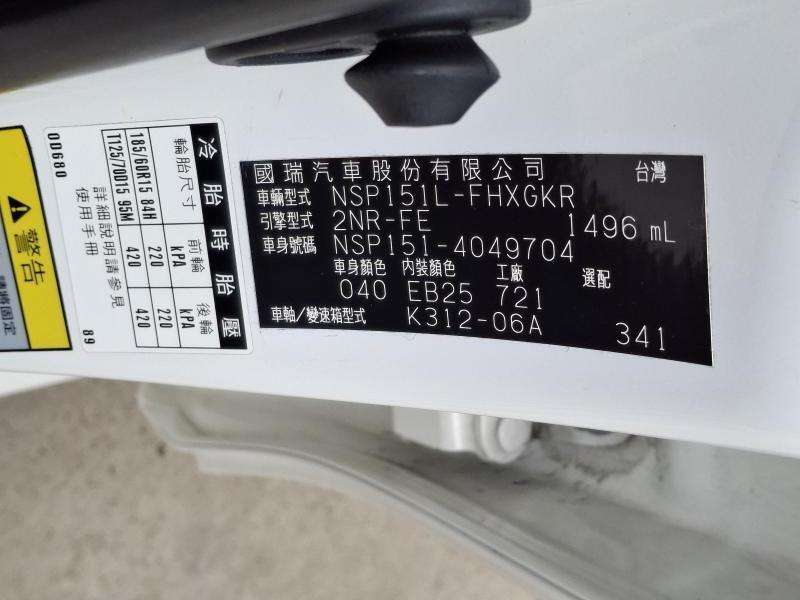 國瑞汽車股份有限公司 台灣
車輛型式 NSP151L-FHXGKR
引擎型式 2NR-FE 1496 mL
車身號碼 NSP151-4049704
車身顏色 內裝顏色 工廠 選配
040 EB25 721
車軸/變速箱型式 K312-06A 341
冷胎時胎壓
輪胎尺寸 前輪 kPA 後輪 kPA
185/60R15 84H 220 220
T125/70D15 95M 420 420
詳細說明請參見
使用手冊
00680 89
警告